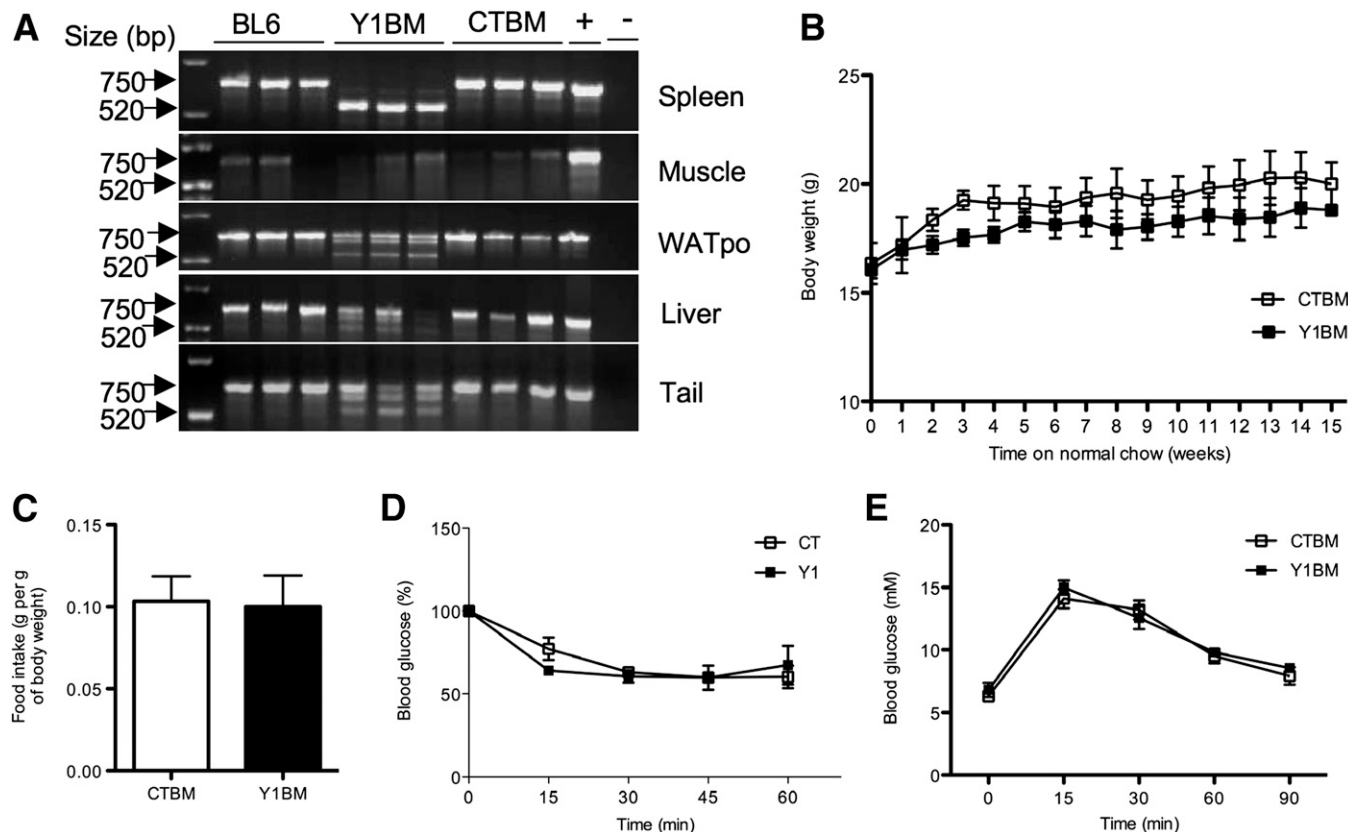 A
Size (bp)
BL6
Y1BM
CTBM
+
-
750
520
Spleen
750
520
Muscle
750
520
WATpo
750
520
Liver
750
520
Tail
B
25
20
15
10
Body weight (g)
CTBM
Y1BM
0 1 2 3 4 5 6 7 8 9 10 11 12 13 14 15
Time on normal chow (weeks)
C
0.15
0.10
0.05
0.00
Food intake (g per g
of body weight)
CTBM
Y1BM
D
150
100
50
0
Blood glucose (%)
CT
Y1
0 15 30 45 60
Time (min)
E
20
15
10
5
0
Blood glucose (mM)
CTBM
Y1BM
0 15 30 60 90
Time (min)